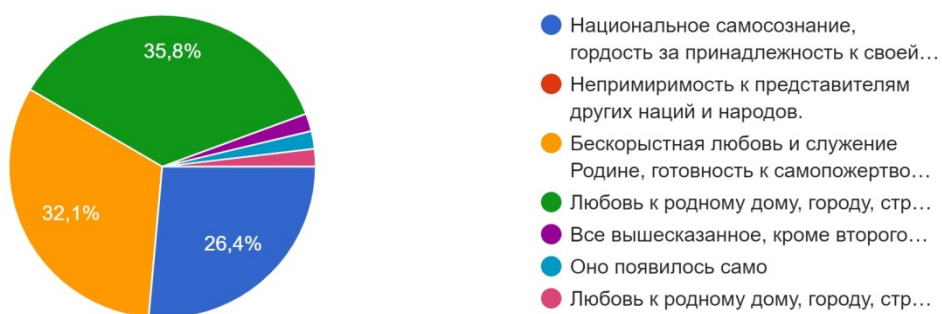 35,8%
32,1%
26,4%
Национальное самосознание,
гордость за принадлежность к своей…
Непримиримость к представителям
других наций и народов.
Бескорыстная любовь и служение
Родине, готовность к самопожертво…
Любовь к родному дому, городу, стр…
Все вышесказанное, кроме второго…
Оно появилось само
Любовь к родному дому, городу, стр…